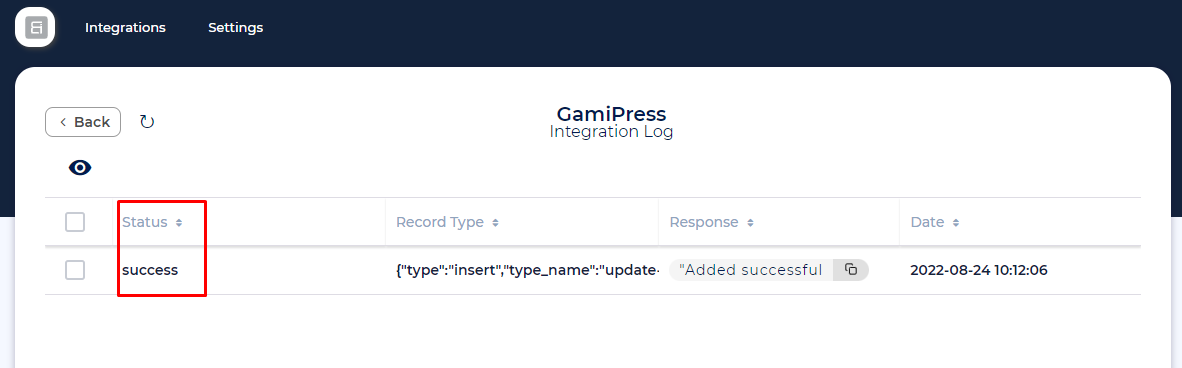 Integrations Settings
Back
GamiPress
Integration Log
Status Record Type Response Date
success {"type":"insert","type_name":"update- "Added successful 2022-08-24 10:12:06